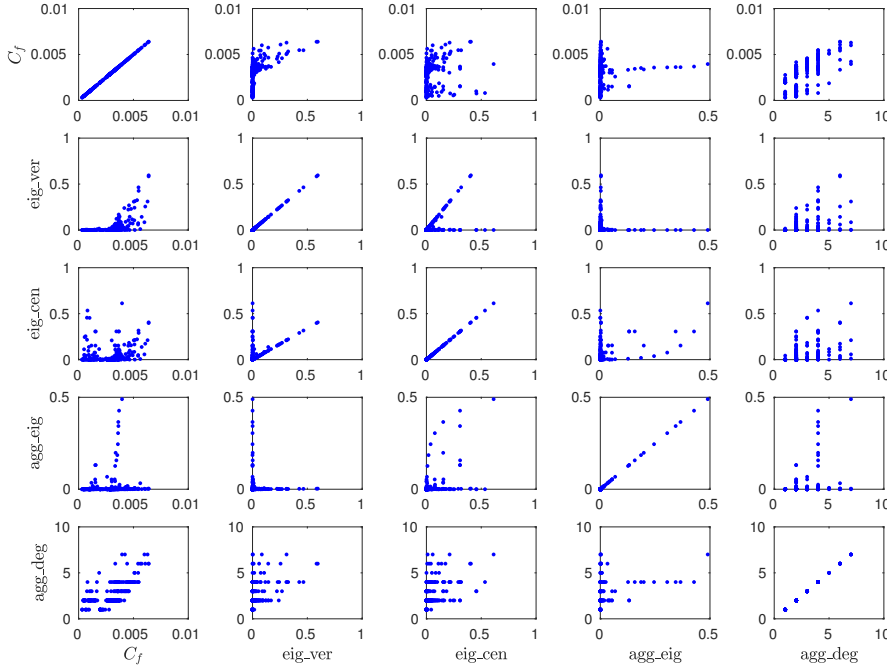 0.01 0.01 0.01 0.01 0.01
C_f
0.005 0.005 0.005 0.005 0.005
0 0 0 0 0
0 0.005 0.01 0 0.5 1 0 0.5 1 0 0.5 0 5 10
1 1 1 1 1
eig_ver
0.5 0.5 0.5 0.5 0.5
0 0 0 0 0
0 0.005 0.01 0 0.5 1 0 0.5 1 0 0.5 0 5 10
1 1 1 1 1
eig_cen
0.5 0.5 0.5 0.5 0.5
0 0 0 0 0
0 0.005 0.01 0 0.5 1 0 0.5 1 0 0.5 0 5 10
0.5 0.5 0.5 0.5 0.5
agg_eig
0 0 0 0 0
0 0.005 0.01 0 0.5 1 0 0.5 1 0 0.5 0 5 10
10 10 10 10 10
agg_deg
5 5 5 5 5
0 0 0 0 0
0 0.005 0.01 0 0.5 1 0 0.5 1 0 0.5 0 5 10
C_f eig_ver eig_cen agg_eig agg_deg